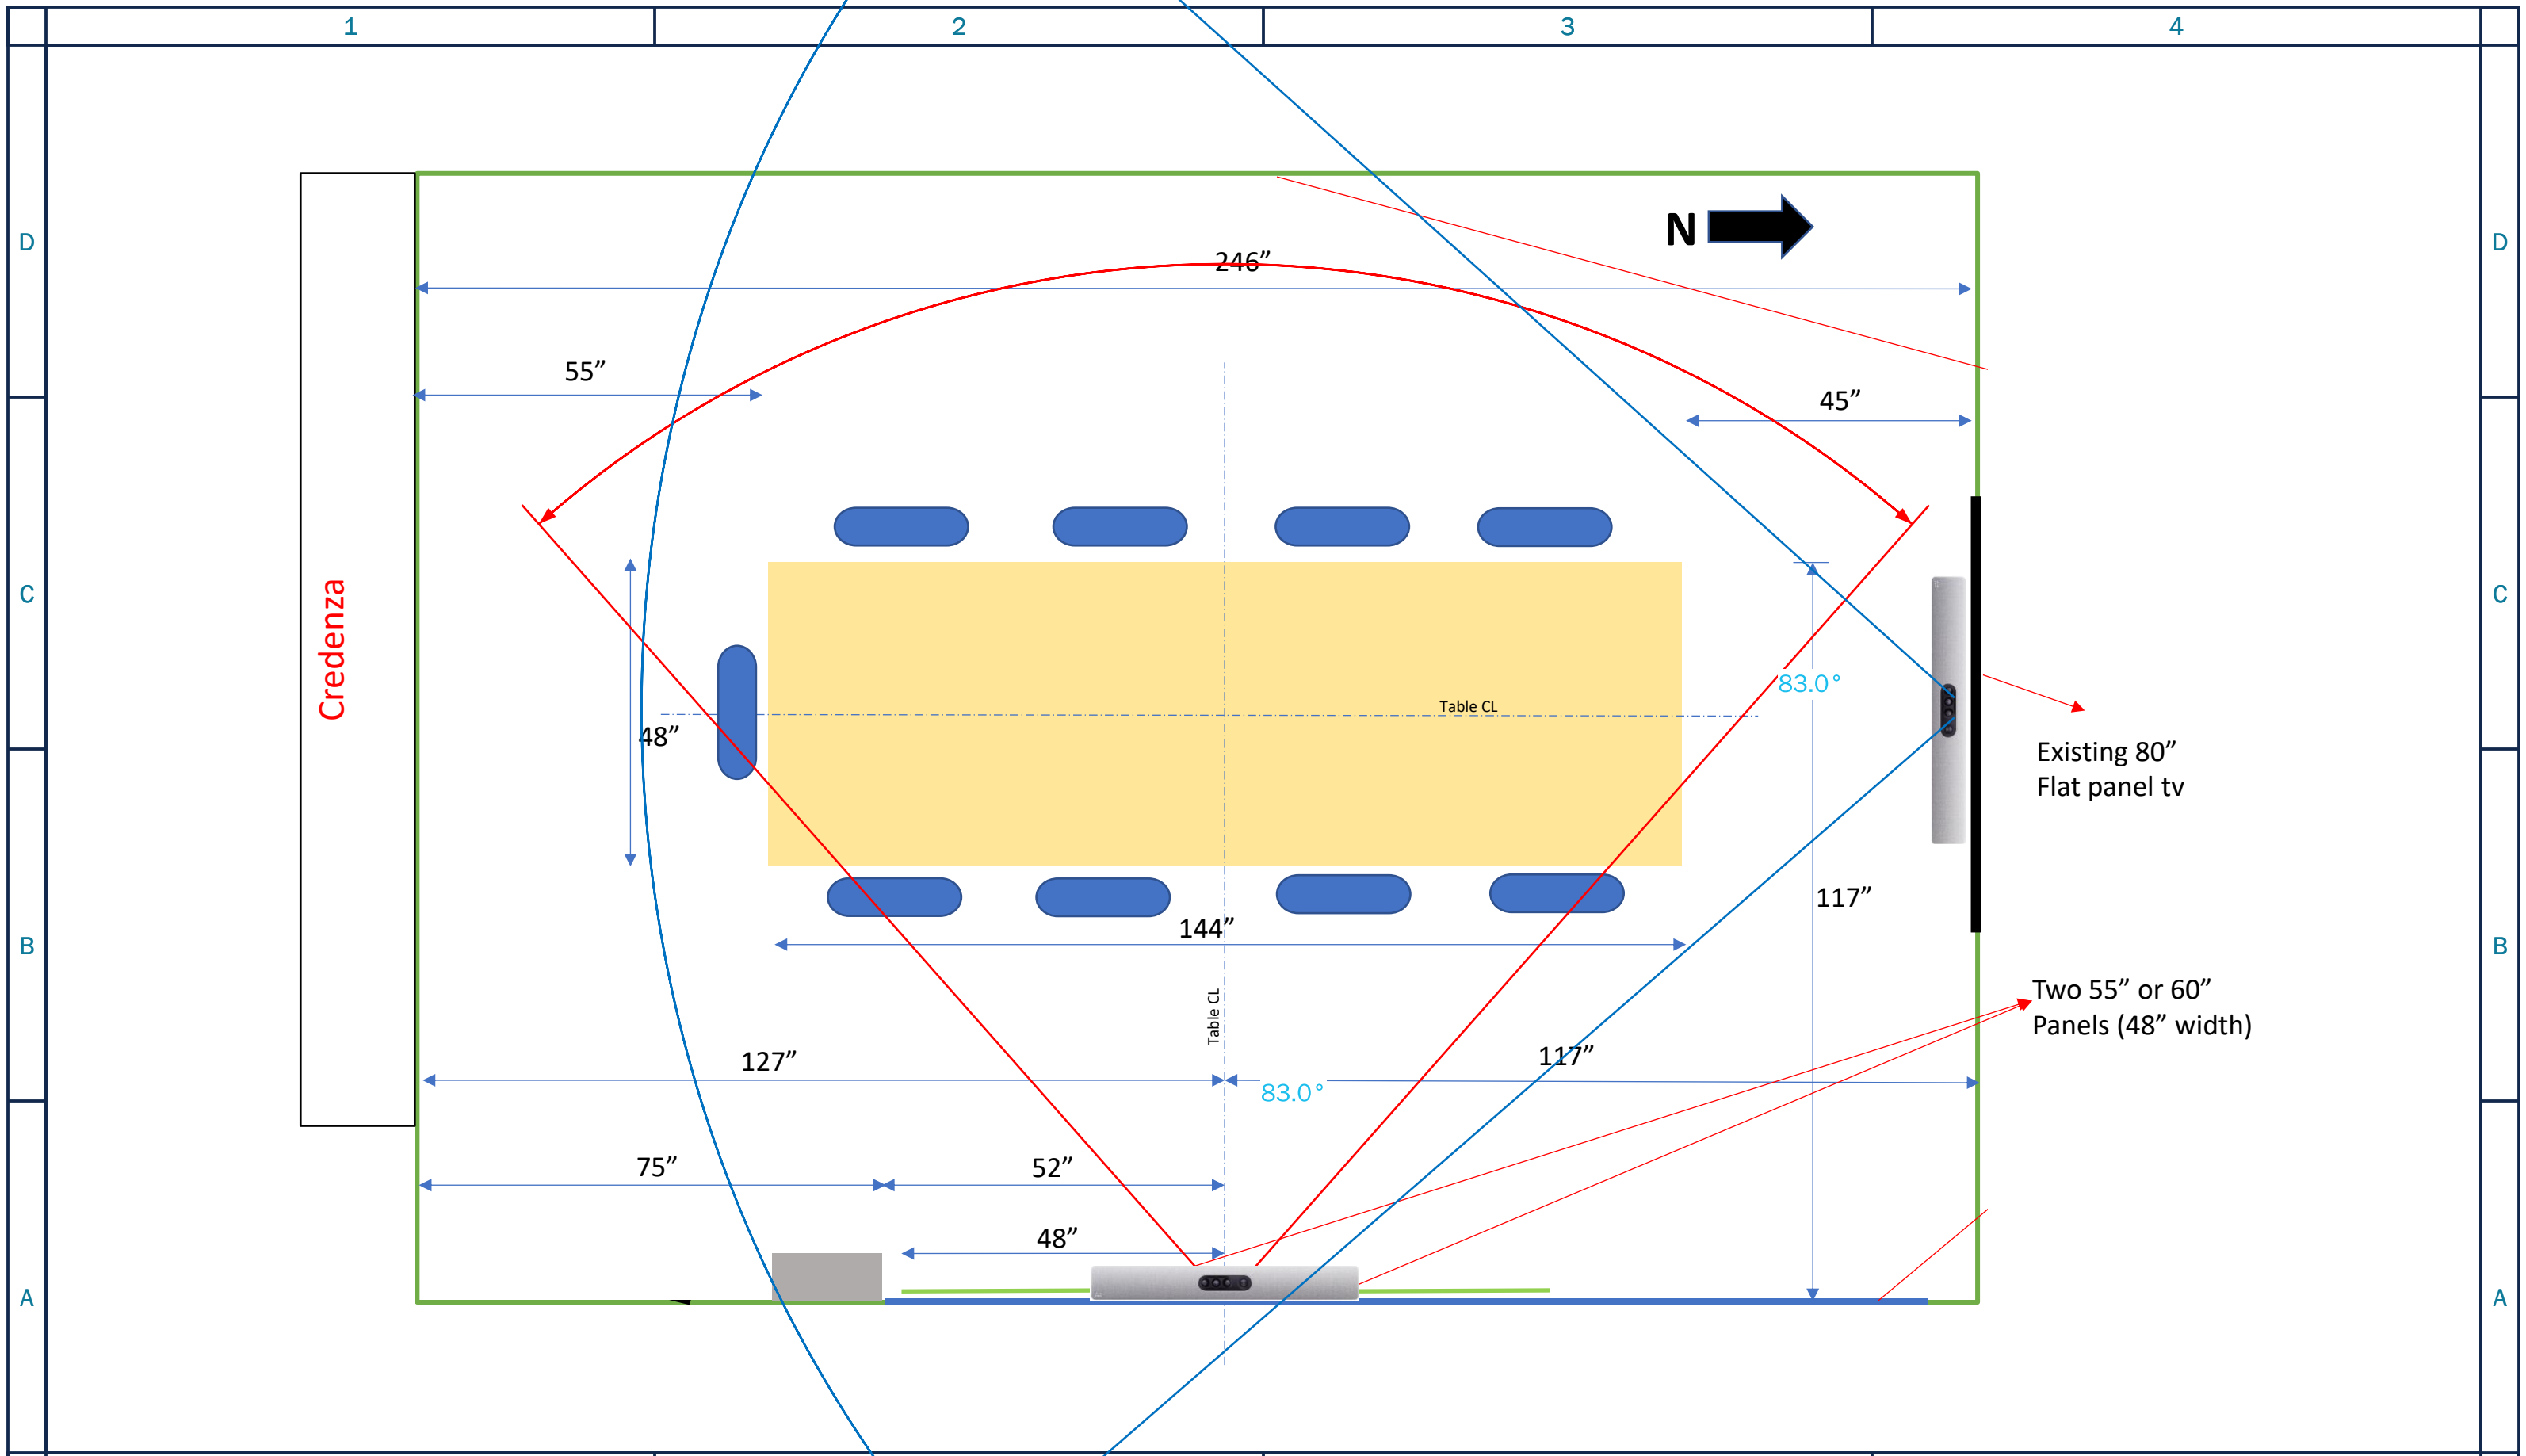 1
2
3
4
D
D
N
246”
55”
45”
C
C
Credenza
83.0°
Table CL
48”
Existing 80”
Flat panel tv
117”
144”
B
B
Two 55” or 60”
Panels (48” width)
Table CL
127”
117”
83.0°
75”
52”
48”
A
A